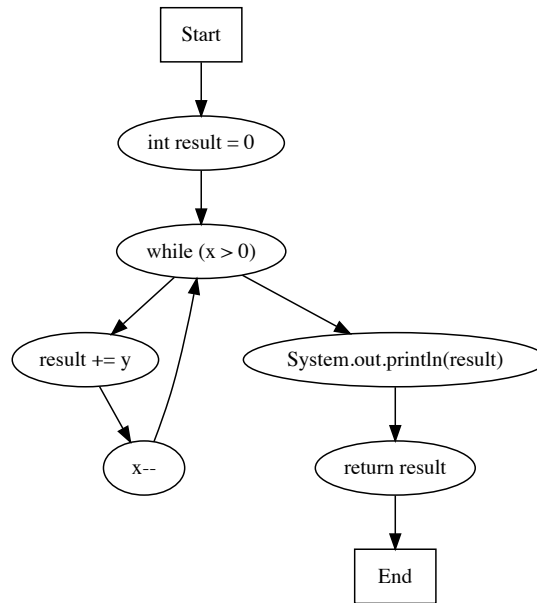 Start
int result = 0
while (x > 0)
result += y
System.out.println(result)
x--
return result
End